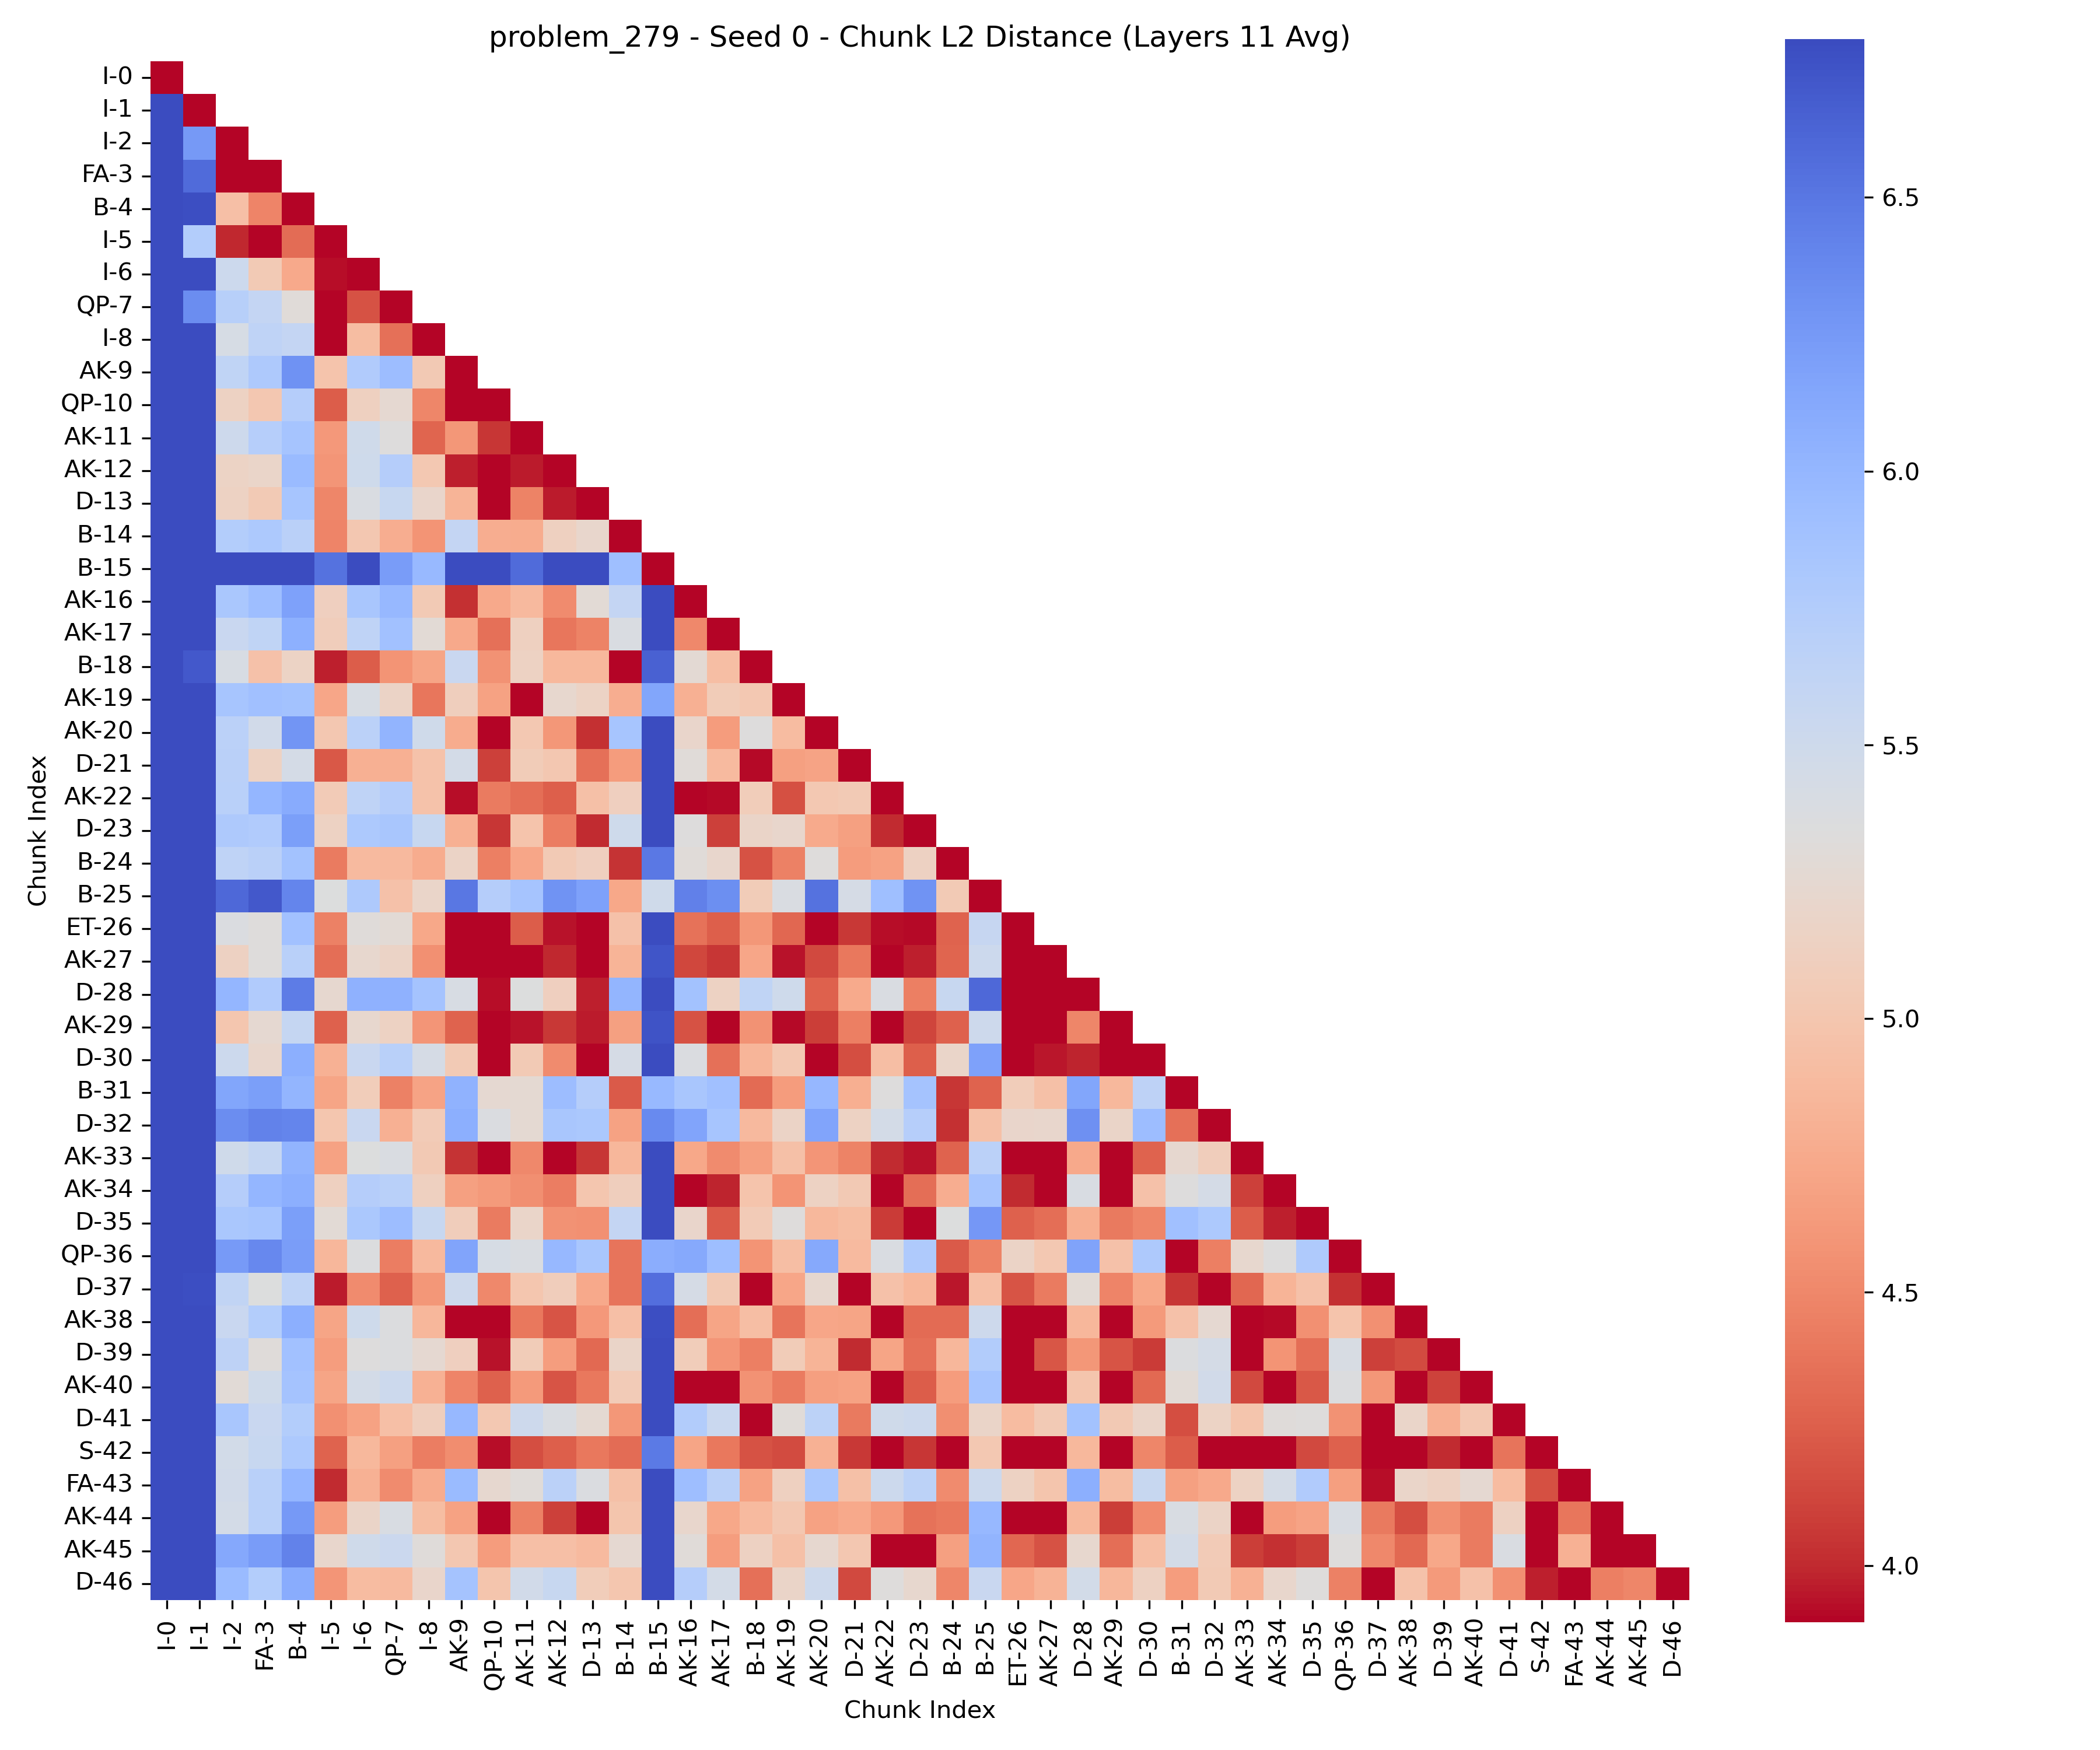 problem_279 - Seed 0 - Chunk L2 Distance (Layers 11 Avg)
Chunk Index
I-0
I-1
I-2
FA-3
B-4
I-5
I-6
QP-7
I-8
AK-9
QP-10
AK-11
AK-12
D-13
B-14
B-15
AK-16
AK-17
B-18
AK-19
AK-20
D-21
AK-22
D-23
B-24
B-25
ET-26
AK-27
D-28
AK-29
D-30
B-31
D-32
AK-33
AK-34
D-35
QP-36
D-37
AK-38
D-39
AK-40
D-41
S-42
FA-43
AK-44
AK-45
D-46
I-0 I-1 I-2 FA-3 B-4 I-5 I-6 QP-7 I-8 AK-9 QP-10 AK-11 AK-12 D-13 B-14 B-15 AK-16 AK-17 B-18 AK-19 AK-20 D-21 AK-22 D-23 B-24 B-25 ET-26 AK-27 D-28 AK-29 D-30 B-31 D-32 AK-33 AK-34 D-35 QP-36 D-37 AK-38 D-39 AK-40 D-41 S-42 FA-43 AK-44 AK-45 D-46
Chunk Index
6.5
6.0
5.5
5.0
4.5
4.0